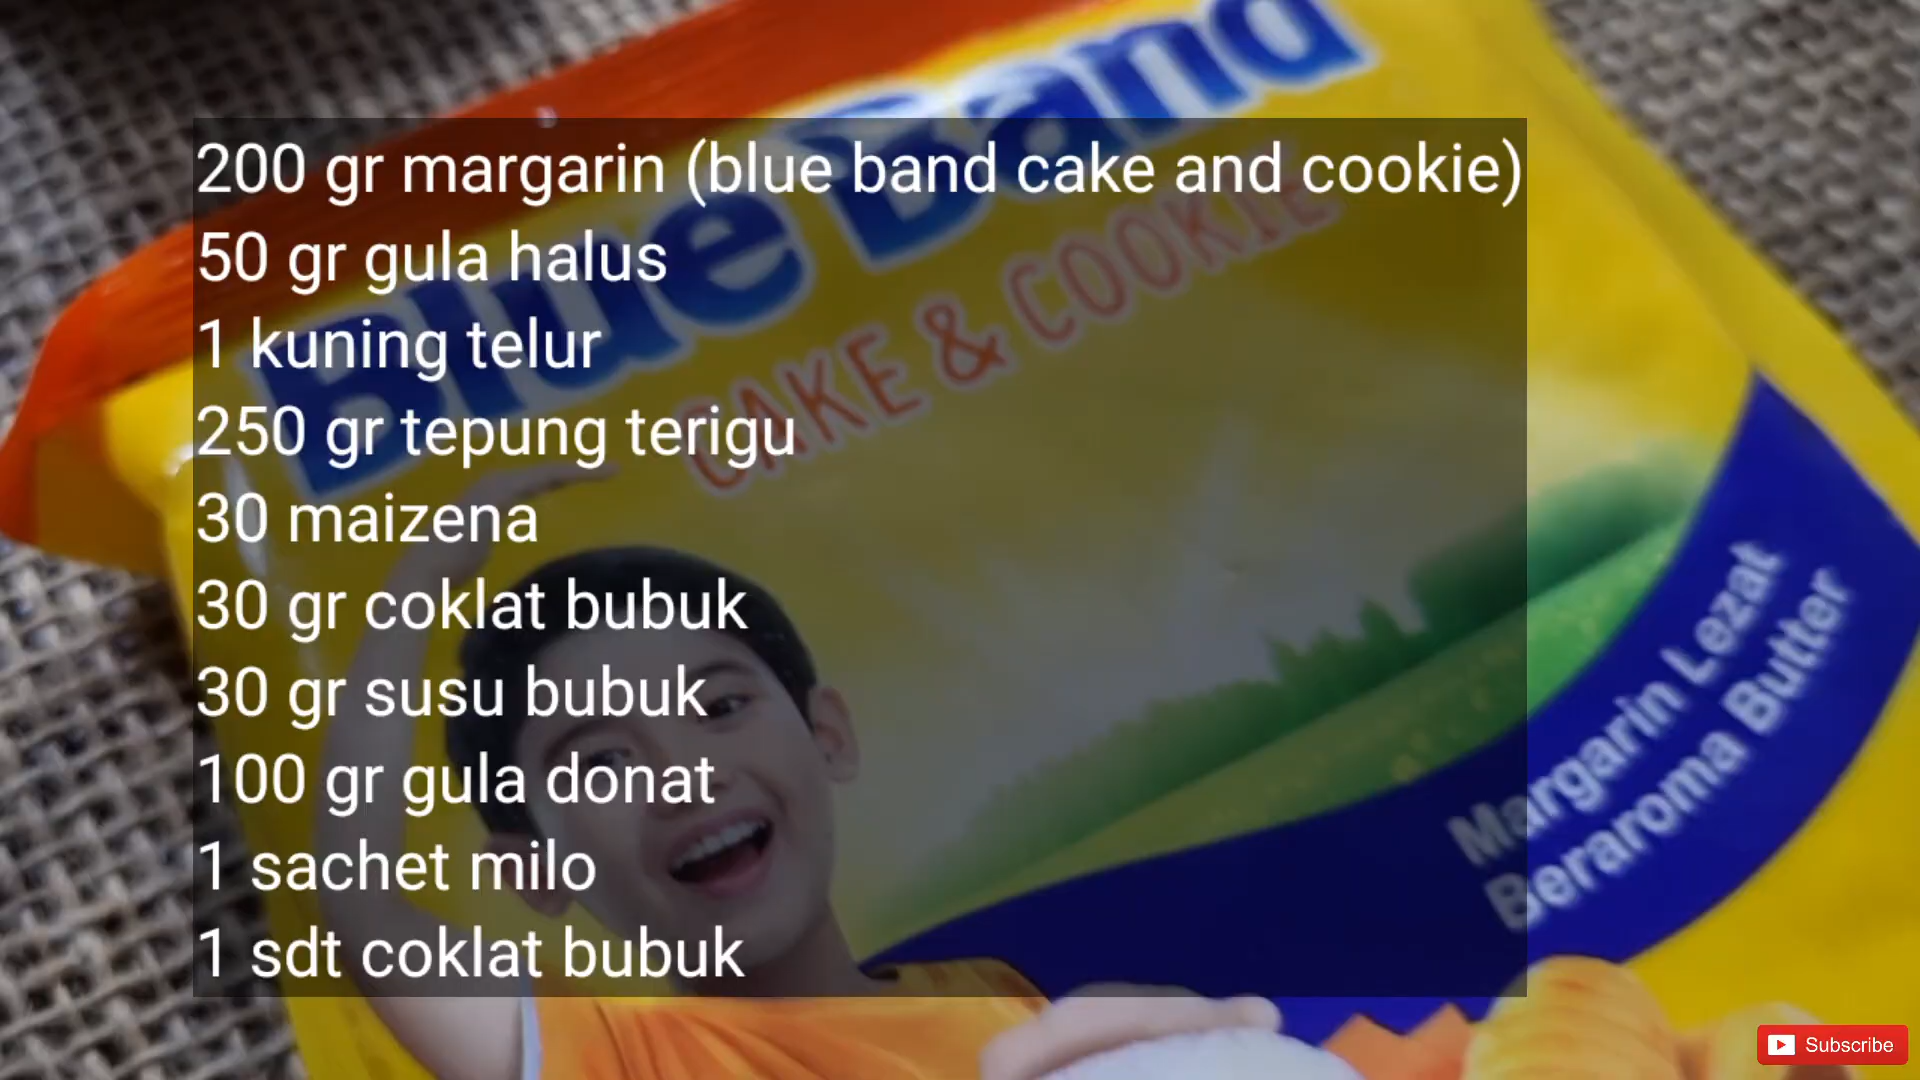 Blue Band
CAKE & COOKIE
200 gr margarin (blue band cake and cookie)
50 gr gula halus
1 kuning telur
250 gr tepung terigu
30 maizena
30 gr coklat bubuk
30 gr susu bubuk
100 gr gula donat
1 sachet milo
1 sdt coklat bubuk
Margarin Lezat
Beraroma Butter
Subscribe